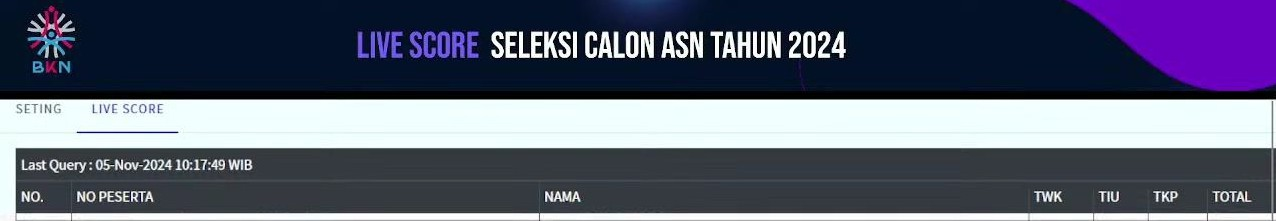 BKN
LIVE SCORE SELEKSI CALON ASN TAHUN 2024
SETING LIVE SCORE
Last Query : 05-Nov-2024 10:17:49 WIB
NO. NO PESERTA NAMA TWK TIU TKP TOTAL